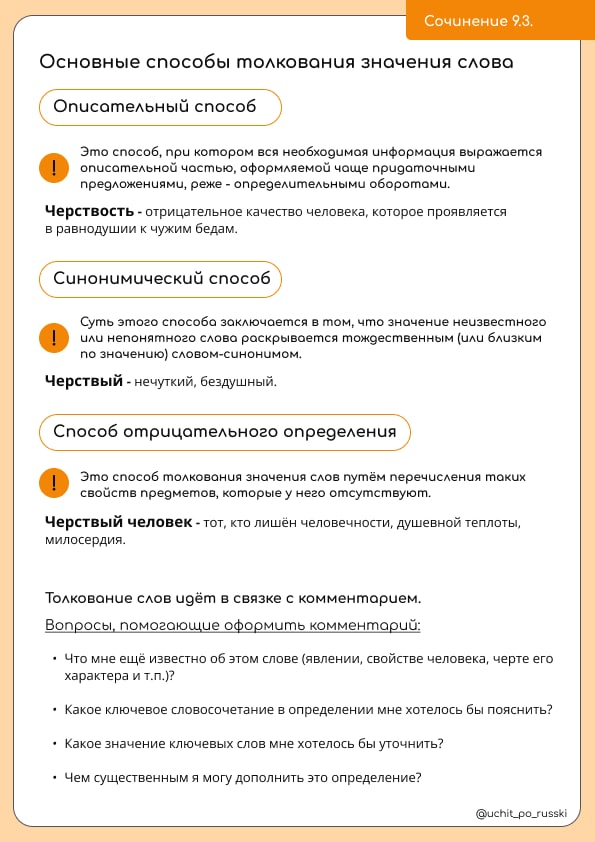 Сочинение 9.3.
Основные способы толкования значения слова
Описательный способ
! Это способ, при котором вся необходимая информация выражается
описательной частью, оформляемой чаще придаточными
предложениями, реже - определительными оборотами.
Черствость - отрицательное качество человека, которое проявляется
в равнодушии к чужим бедам.
Синонимический способ
! Суть этого способа заключается в том, что значение неизвестного
или непонятного слова раскрывается тождественным (или близким
по значению) словом-синонимом.
Черствый - нечуткий, бездушный.
Способ отрицательного определения
! Это способ толкования значения слов путём перечисления таких
свойств предметов, которые у него отсутствуют.
Черствый человек - тот, кто лишён человечности, душевной теплоты,
милосердия.
Толкование слов идёт в связке с комментарием.
Вопросы, помогающие оформить комментарий:
• Что мне ещё известно об этом слове (явлении, свойстве человека, черте его
характера и т.п.)?
• Какое ключевое словосочетание в определении мне хотелось бы пояснить?
• Какое значение ключевых слов мне хотелось бы уточнить?
• Чем существенным я могу дополнить это определение?
@uchit_po_russki